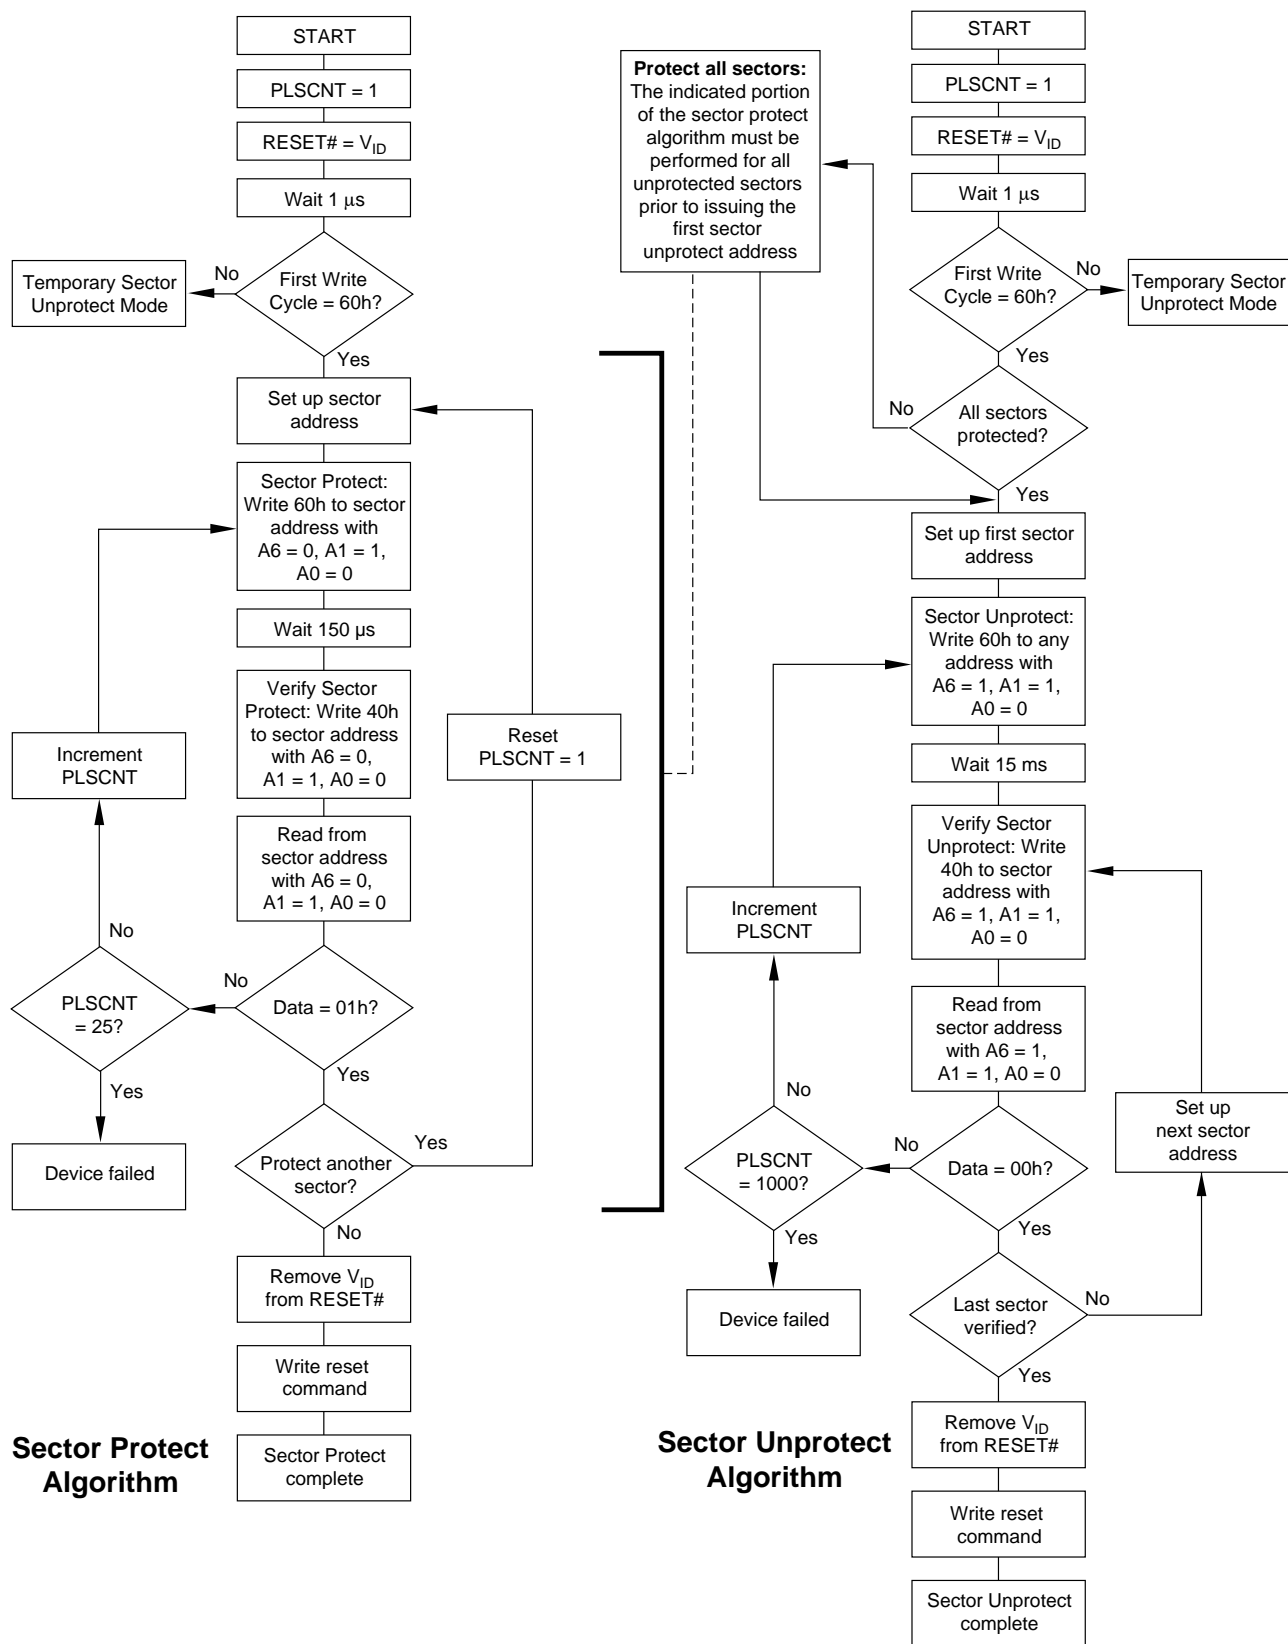 START
PLSCNT = 1
RESET# = VID
Wait 1 μs
First Write
Cycle = 60h?
No
Temporary Sector
Unprotect Mode
Yes
Set up sector
address
Sector Protect:
Write 60h to sector
address with
A6 = 0, A1 = 1,
A0 = 0
Wait 150 µs
Verify Sector
Protect: Write 40h
to sector address
with A6 = 0,
A1 = 1, A0 = 0
Read from
sector address
with A6 = 0,
A1 = 1, A0 = 0
Data = 01h?
No
PLSCNT
= 25?
No
Increment
PLSCNT
Yes
Device failed
Yes
Protect another
sector?
Yes
Reset
PLSCNT = 1
No
Remove VID
from RESET#
Write reset
command
Sector Protect
complete
Sector Protect
Algorithm
Protect all sectors:
The indicated portion
of the sector protect
algorithm must be
performed for all
unprotected sectors
prior to issuing the
first sector
unprotect address
START
PLSCNT = 1
RESET# = VID
Wait 1 μs
First Write
Cycle = 60h?
No
Temporary Sector
Unprotect Mode
Yes
All sectors
protected?
No
Yes
Set up first sector
address
Sector Unprotect:
Write 60h to any
address with
A6 = 1, A1 = 1,
A0 = 0
Wait 15 ms
Verify Sector
Unprotect: Write
40h to sector
address with
A6 = 1, A1 = 1,
A0 = 0
Read from
sector address
with A6 = 1,
A1 = 1, A0 = 0
Data = 00h?
No
PLSCNT
= 1000?
No
Increment
PLSCNT
Yes
Device failed
Yes
Last sector
verified?
No
Set up
next sector
address
Yes
Remove VID
from RESET#
Write reset
command
Sector Unprotect
complete
Sector Unprotect
Algorithm